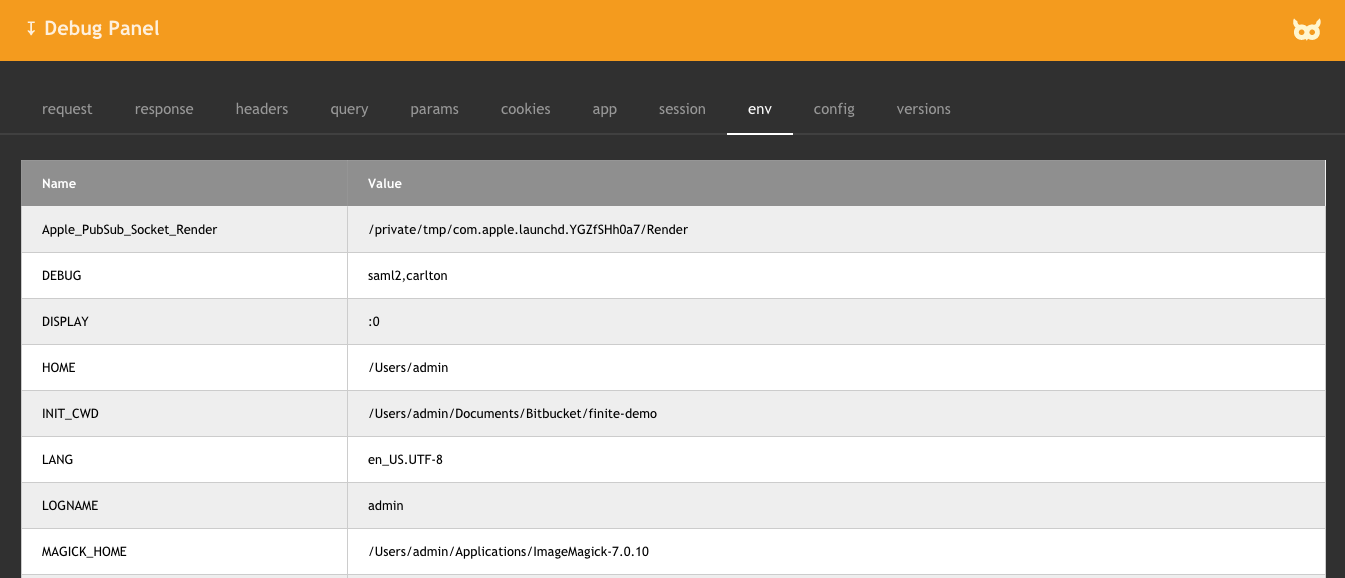 ↧ Debug Panel
request response headers query params cookies app session env config versions
Name Value
Apple_PubSub_Socket_Render /private/tmp/com.apple.launchd.YGZfSHh0a7/Render
DEBUG saml2,carlton
DISPLAY :0
HOME /Users/admin
INIT_CWD /Users/admin/Documents/Bitbucket/finite-demo
LANG en_US.UTF-8
LOGNAME admin
MAGICK_HOME /Users/admin/Applications/ImageMagick-7.0.10